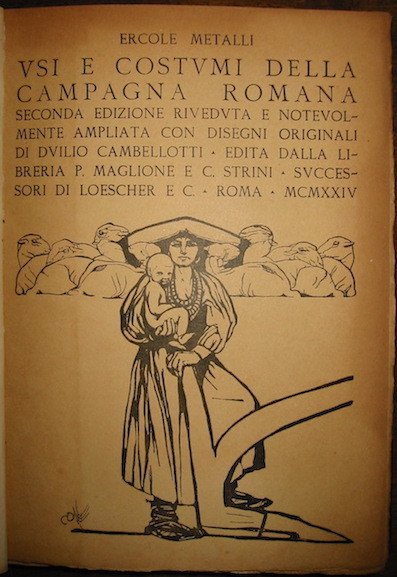 ERCOLE METALLI
VSI E COSTVMI DELLA
CAMPAGNA ROMANA
SECONDA EDIZIONE RIVEDVTA E NOTEVOL-
MENTE AMPLIATA CON DISEGNI ORIGINALI
DI DVILIO CAMBELLOTTI · EDITA DALLA LI-
BRERIA P. MAGLIONE E C. STRINI · SVCCES-
SORI DI LOESCHER E C. · ROMA · MCMXXIV